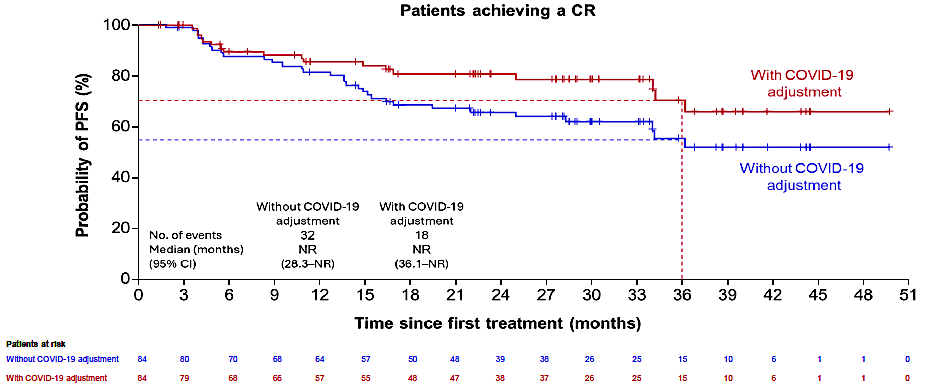 Patients achieving a CR
Probability of PFS (%)
100
80
60
40
20
0
With COVID-19
adjustment
Without COVID-19
adjustment
Without COVID-19 With COVID-19
adjustment adjustment
No. of events 32 18
Median (months) NR NR
(95% CI) (28.3–NR) (36.1–NR)
0 3 6 9 12 15 18 21 24 27 30 33 36 39 42 45 48 51
Time since first treatment (months)
Patients at risk
Without COVID-19 adjustment 84 80 70 68 64 57 50 48 39 38 26 25 15 10 6 1 1 0
With COVID-19 adjustment 84 79 68 66 57 55 48 47 38 37 26 25 15 10 6 1 1 0